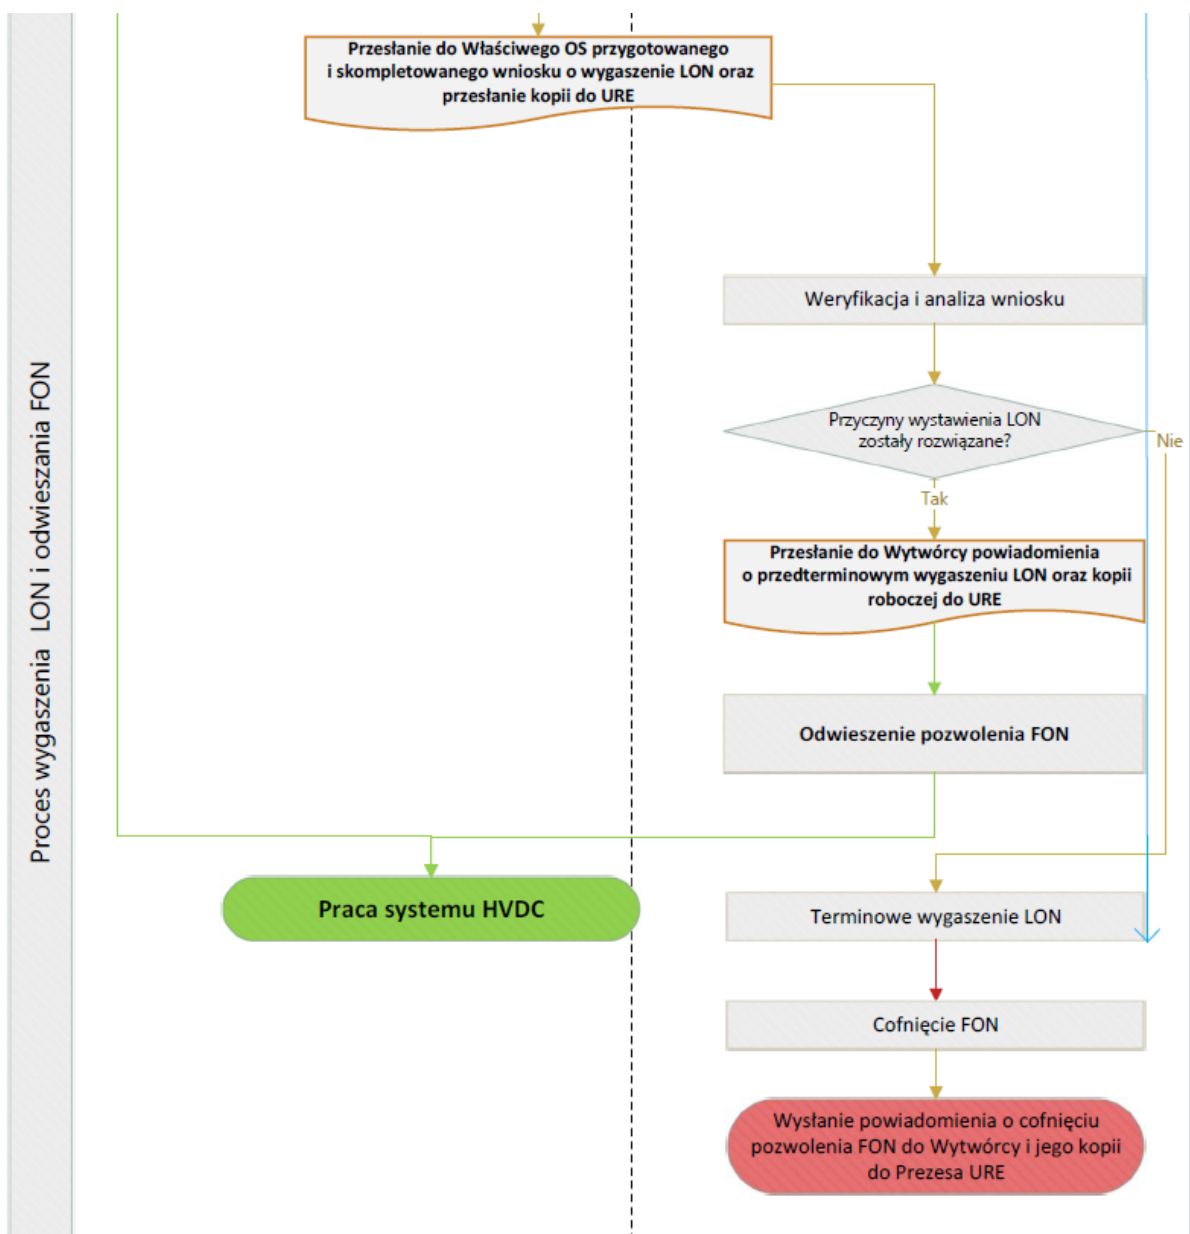 Proces wygaszenia LON i odwieszania FON
Przesłanie do Właściwego OS przygotowanego
i skompletowanego wniosku o wygaszenie LON oraz
przesłanie kopii do URE
Weryfikacja i analiza wniosku
Przyczyny wystawienia LON
zostały rozwiązane?
Nie
Tak
Przesłanie do Wytwórcy powiadomienia
o przedterminowym wygaszeniu LON oraz kopii
roboczej do URE
Odwieszenie pozwolenia FON
Praca systemu HVDC
Terminowe wygaszenie LON
Cofnięcie FON
Wysłanie powiadomienia o cofnięciu
pozwolenia FON do Wytwórcy i jego kopii
do Prezesa URE